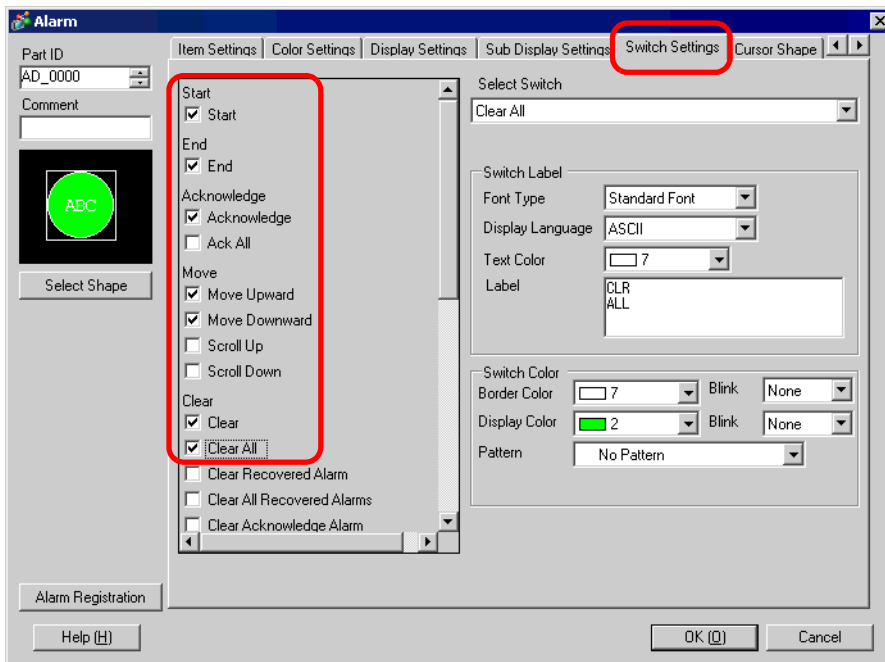 Alarm
Part ID
AD_0000
Comment
ABC
Select Shape
Alarm Registration
Help (H)
Item Settings
Color Settings
Display Settings
Sub Display Settings
Switch Settings
Cursor Shape
Start
Start
End
End
Acknowledge
Acknowledge
Ack All
Move
Move Upward
Move Downward
Scroll Up
Scroll Down
Clear
Clear
Clear All
Clear Recovered Alarm
Clear All Recovered Alarms
Clear Acknowledge Alarm
Select Switch
Clear All
Switch Label
Font Type Standard Font
Display Language ASCII
Text Color 7
Label CLR
ALL
Switch Color
Border Color 7 Blink None
Display Color 2 Blink None
Pattern No Pattern
OK (O)
Cancel